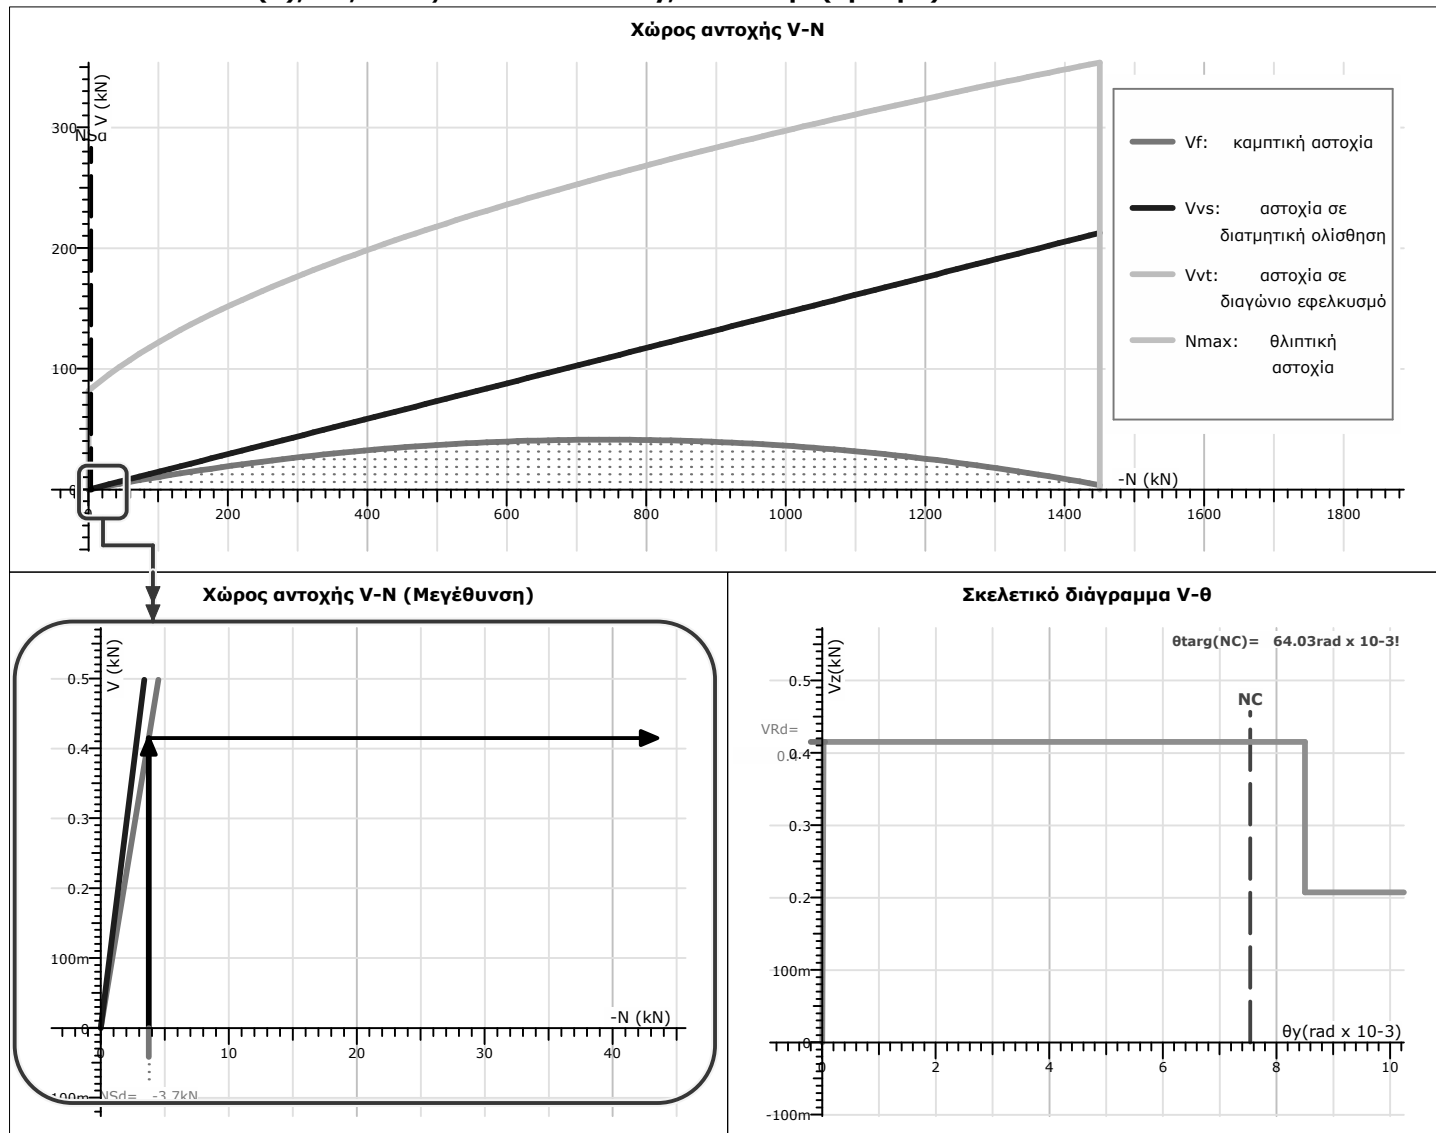 Χώρος αντοχής V-N
V (kN)
300
200
100
0
200
400
600
800
1000
1200
1400
1600
1800
-N (kN)
Vf: καμπτική αστοχία
Vvs: αστοχία σε
διατμητική ολίσθηση
Vvt: αστοχία σε
διαγώνιο εφελκυσμό
Nmax: θλιπτική
αστοχία
Χώρος αντοχής V-N (Μεγέθυνση)
V (kN)
0.5
0.4
0.3
0.2
100m
0
-N (kN)
0
10
20
30
40
100m
NSd= -3.7kN
Σκελετικό διάγραμμα V-θ
θtarg(NC)= 64.03rad x 10-3!
Vz(kN)
0.5
NC
VRd=
0.4
0.3
0.2
100m
0
θy(rad x 10-3)
0
2
4
6
8
10
-100m